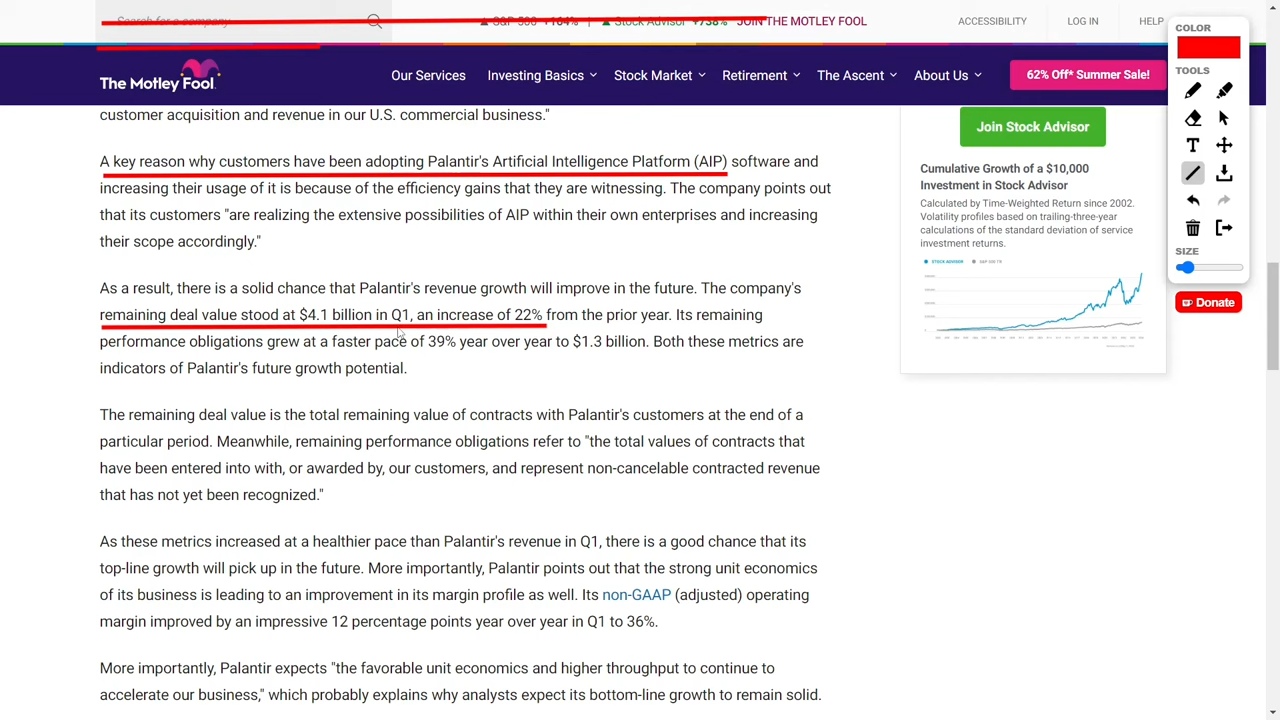 Search for a company
S&P 500 +164% | Stock Advisor +738% JOIN THE MOTLEY FOOL
ACCESSIBILITY LOG IN HELP
The Motley Fool
Our Services Investing Basics Stock Market Retirement The Ascent About Us 62% Off* Summer Sale!
customer acquisition and revenue in our U.S. commercial business."
A key reason why customers have been adopting Palantir's Artificial Intelligence Platform (AIP) software and
increasing their usage of it is because of the efficiency gains that they are witnessing. The company points out
that its customers "are realizing the extensive possibilities of AIP within their own enterprises and increasing
their scope accordingly."
As a result, there is a solid chance that Palantir's revenue growth will improve in the future. The company's
remaining deal value stood at $4.1 billion in Q1, an increase of 22% from the prior year. Its remaining
performance obligations grew at a faster pace of 39% year over year to $1.3 billion. Both these metrics are
indicators of Palantir's future growth potential.
The remaining deal value is the total remaining value of contracts with Palantir's customers at the end of a
particular period. Meanwhile, remaining performance obligations refer to "the total values of contracts that
have been entered into with, or awarded by, our customers, and represent non-cancelable contracted revenue
that has not yet been recognized."
As these metrics increased at a healthier pace than Palantir's revenue in Q1, there is a good chance that its
top-line growth will pick up in the future. More importantly, Palantir points out that the strong unit economics
of its business is leading to an improvement in its margin profile as well. Its non-GAAP (adjusted) operating
margin improved by an impressive 12 percentage points year over year in Q1 to 36%.
More importantly, Palantir expects "the favorable unit economics and higher throughput to continue to
accelerate our business," which probably explains why analysts expect its bottom-line growth to remain solid.
Join Stock Advisor
Cumulative Growth of a $10,000
Investment in Stock Advisor
Calculated by Time-Weighted Return since 2002.
Volatility profiles based on trailing-three-year
calculations of the standard deviation of service
investment returns.
STOCK ADVISOR S&P 500 TR
COLOR
TOOLS
T
SIZE
Donate